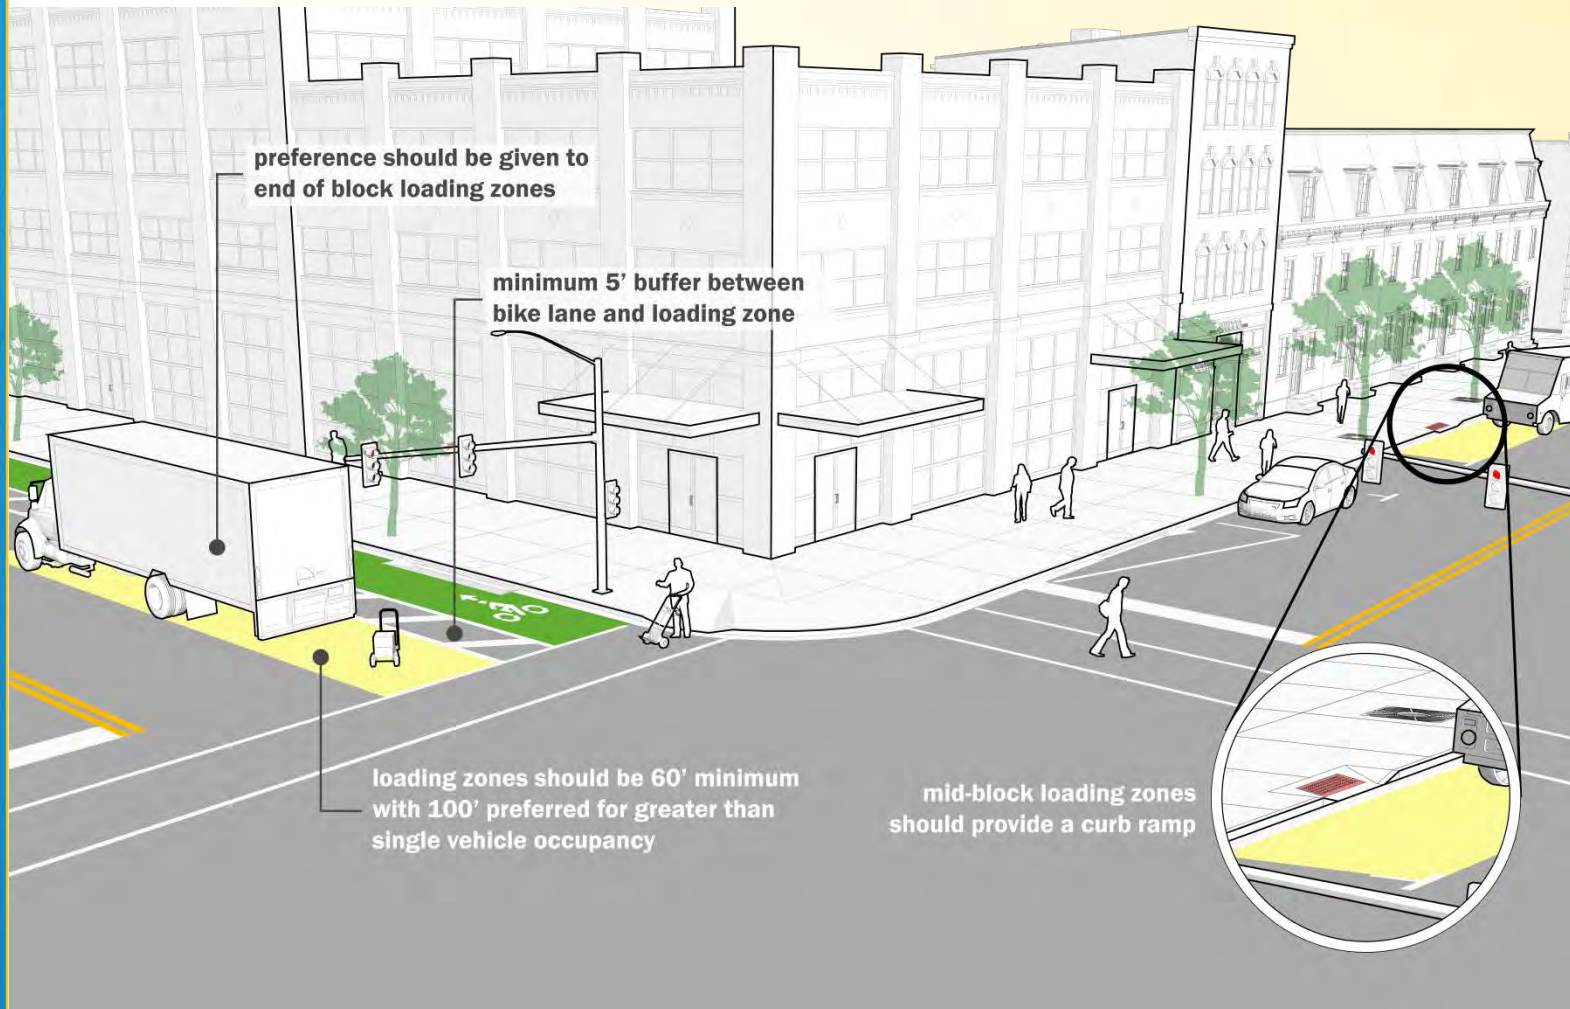 preference should be given to
end of block loading zones
minimum 5’ buffer between
bike lane and loading zone
loading zones should be 60’ minimum
with 100’ preferred for greater than
single vehicle occupancy
mid-block loading zones
should provide a curb ramp